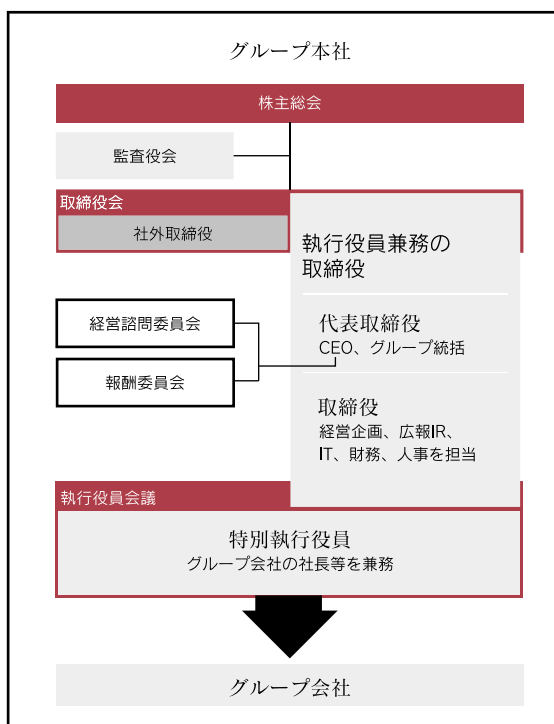 グループ本社
株主総会
監査役会
取締役会
社外取締役
執行役員兼務の
取締役
代表取締役
CEO、グループ統括
経営諮問委員会
報酬委員会
取締役
経営企画、広報IR、
IT、財務、人事を担当
執行役員会議
特別執行役員
グループ会社の社長等を兼務
グループ会社